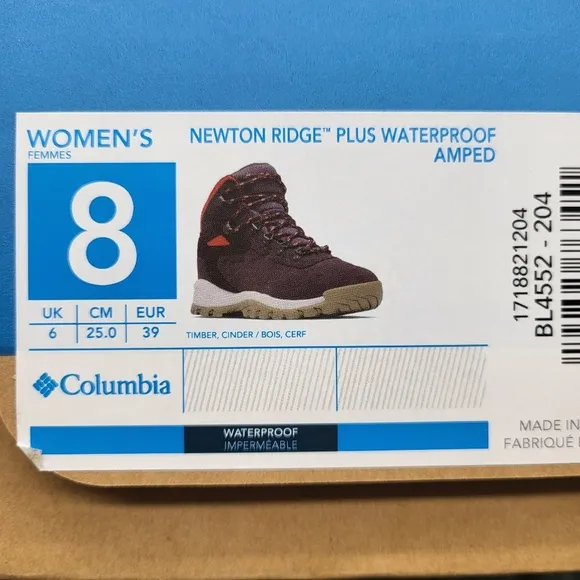 WOMEN'S
FEMMES
8
UK CM EUR
6 25.0 39
NEWTON RIDGE™ PLUS WATERPROOF
AMPED
TIMBER, CINDER / BOIS, CERF
Columbia
WATERPROOF
IMPERMÉABLE
1718821204
BL4552 - 204
MADE IN
FABRIQUÉ